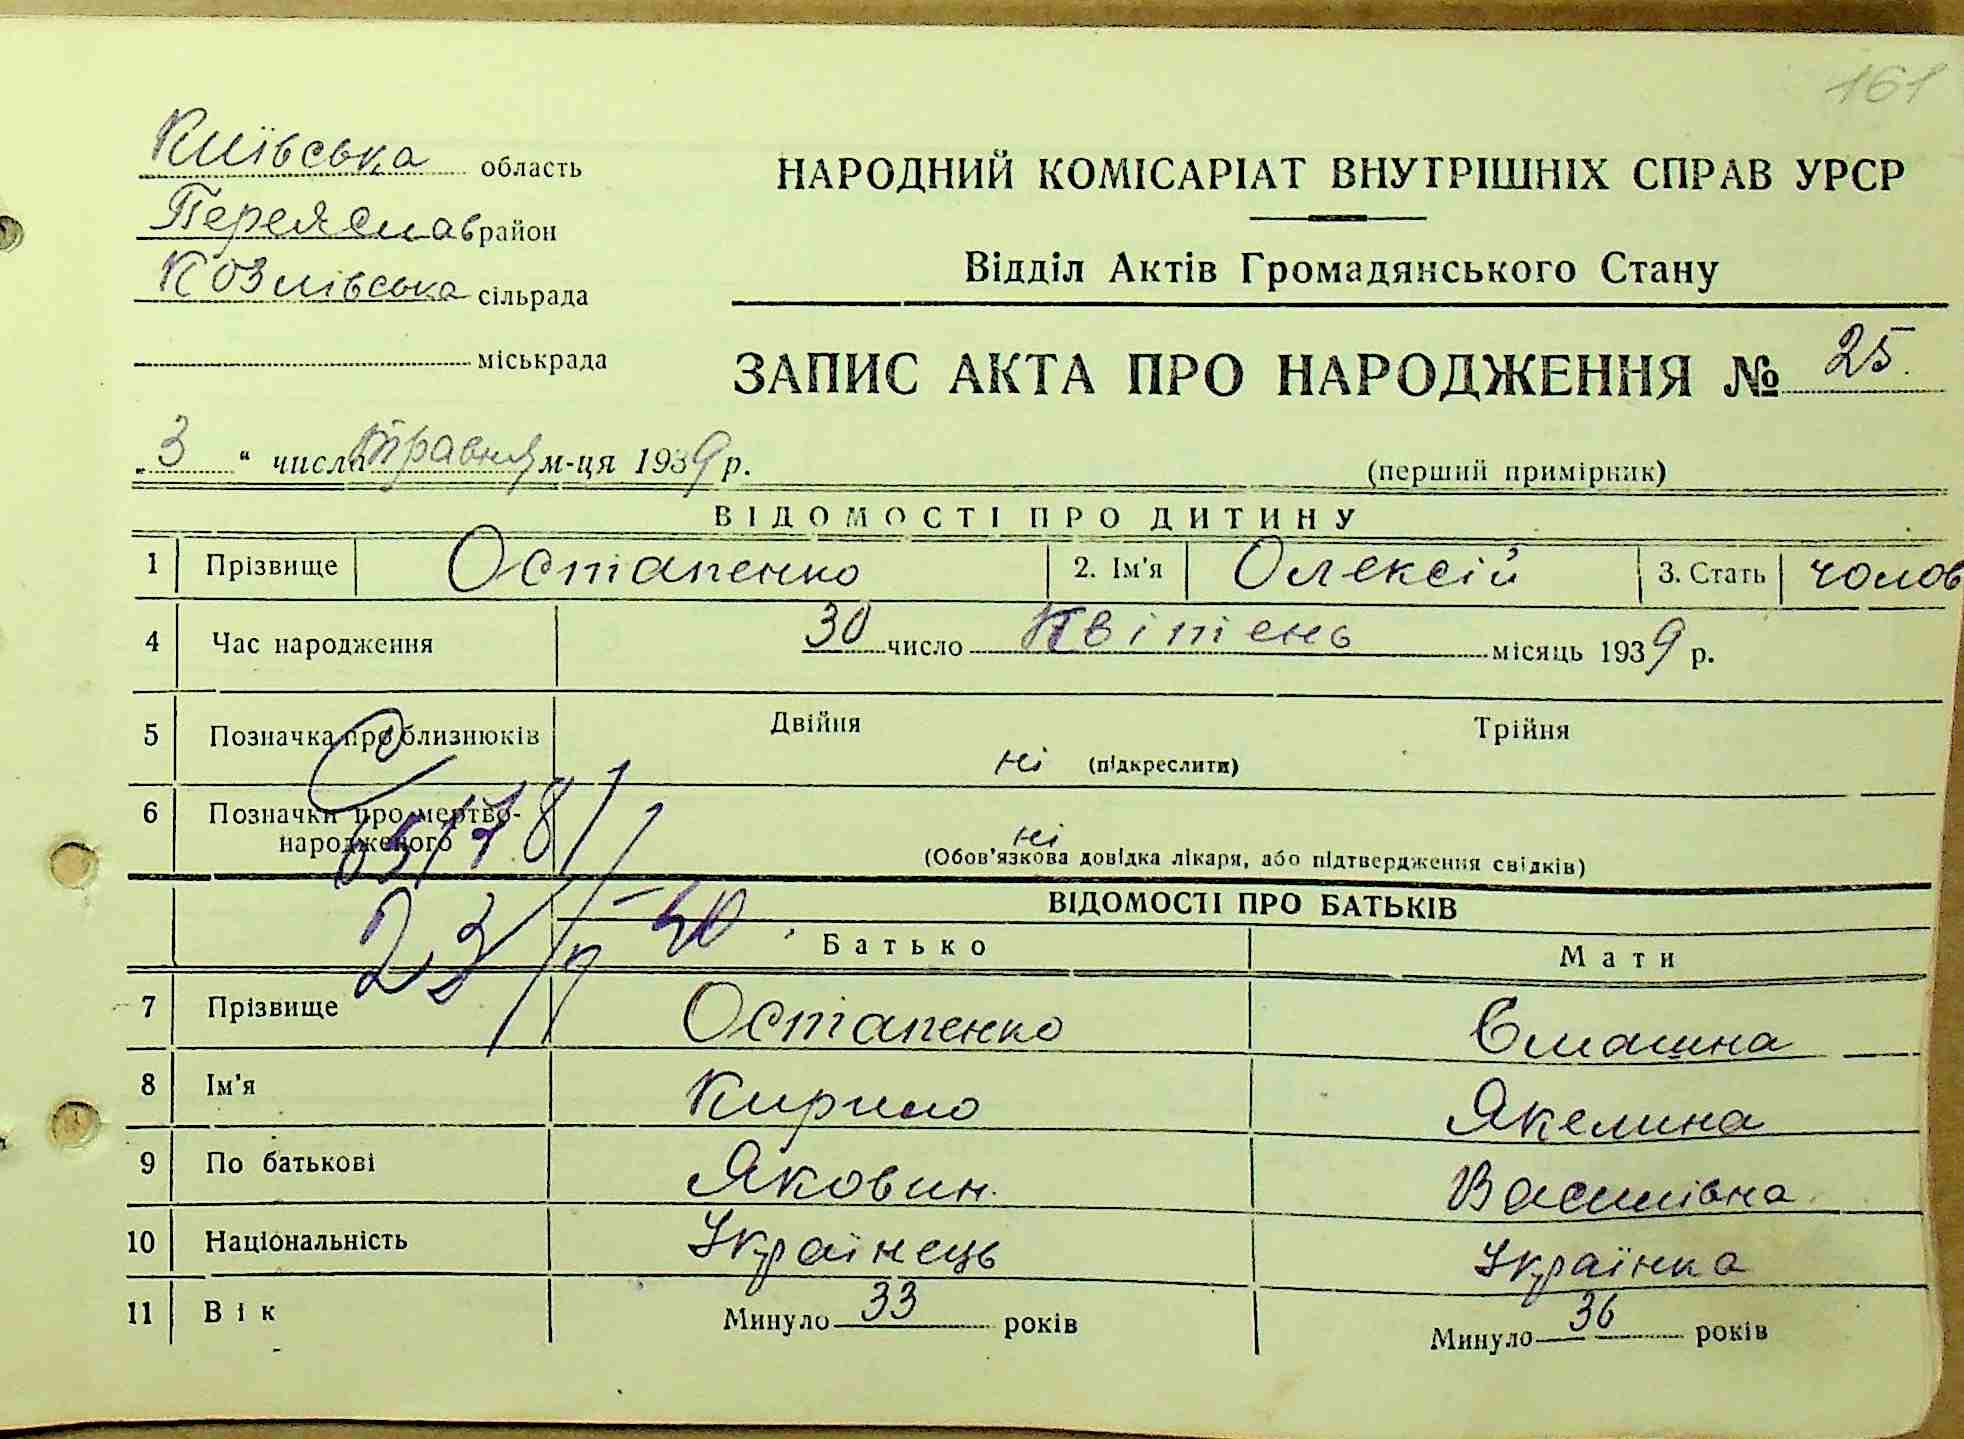 161
Київська область
Переяслав район
НАРОДНИЙ КОМІСАРІАТ ВНУТРІШНІХ СПРАВ УРСР
Козлівська сільрада
Відділ Актів Громадянського Стану
міськрада
ЗАПИС АКТА ПРО НАРОДЖЕННЯ № 25.
„3“ числа травня м-ця 1939 р.
(перший примірник)
ВІДОМОСТІ ПРО ДИТИНУ
1 Прізвище Остапенко 2. Ім'я Олексій 3. Стать чолов
4 Час народження 30 число Квітень місяць 1939 р.
5 Позначка про близнюків Двійня Трійня
ні (підкреслити)
6 Позначки про мертво-
народженого ні
(Обов'язкова довідка лікаря, або підтвердження свідків)
23/
ВІДОМОСТІ ПРО БАТЬКІВ
Батько Мати
7 Прізвище Остапенко
8 Ім'я Кирило Якелина
9 По батькові Яковин. Василівна
10 Національність Українець Українка
11 Вік Минуло 33 років Минуло 36 років